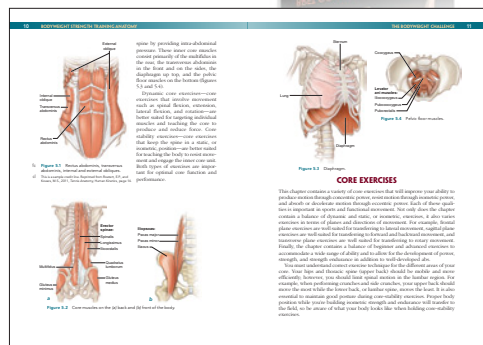 10 BODYWEIGHT STRENGTH TRAINING ANATOMY
External
oblique
Internal
oblique
Transversus
abdominis
Rectus
abdominis
Figure 5.1 Rectus abdominis, transversus
abdominis, internal and external oblique.
spine by providing intra-abdominal
pressure. These inner core muscles
consist primarily of the multifidus in
the rear, the transversus abdominis
in the front and on the sides, the
diaphragm up top, and the pelvic
floor muscles on the bottom (figures
5.3 and 5.4).
Dynamic core exercises—core
exercises that involve movement
such as spinal flexion, extension,
lateral flexion, and rotation—are
better suited for targeting individual
muscles and teaching the core to
produce and reduce force. Core
stability exercises—core exercises
that keep the spine in a static, or
isometric, position—are better suited
for teaching the body to resist move-
ment and engage the inner core unit.
Both types of exercises are impor-
tant for optimal core function and
performance.
Erector
spinae:
Spinalis
Longissimus
Iliocostalis
Multifidus
Quadratus
lumborum
Gluteus
medius
Gluteus
minimus
a
Iliopsoas:
Psoas major
Psoas minor
Iliacus
b
Figure 5.2 Core muscles on the (a) back and (b) front of the body.
THE BODYWEIGHT CHALLENGE 11
Sternum
Lung
Diaphragm
Figure 5.3 Diaphragm.
Coccygeus
Levator
ani muscles:
Iliococcygeus
Pubococcygeus
Puborectalis
Figure 5.4 Pelvic floor muscles.
CORE EXERCISES
This chapter contains a variety of core exercises that will improve your ability to
produce motion through concentric power, resist motion through isometric power,
and absorb or decelerate motion through eccentric power. Each of these quali-
ties is important in sports and functional movement. Not only does the chapter
contain a balance of dynamic and static, or isometric, exercises, it also varies
exercises in terms of planes and directions of movement. For example, frontal
plane exercises are well suited for transferring to lateral movement, sagittal plane
exercises are well suited for transferring to forward and backward movement, and
transverse plane exercises are well suited for transferring to rotary movement.
Finally, the chapter contains a balance of beginner and advanced exercises to
accommodate a wide range of ability and to allow for the development of power,
strength, and strength endurance in addition to well-developed abs.
You must understand correct exercise technique for the different areas of your
core. Your hips and thoracic spine (upper back) should be mobile and move
efficiently; however, you should limit spinal motion in the lumbar region. For
example, when performing crunches and side crunches, your upper back should
move the most while the lower back, or lumbar spine, moves the least. It is also
essential to maintain good posture during core-stability exercises. Proper body
position while you're building isometric strength and endurance will transfer to
the field, so be aware of what your body looks like when holding core-stability
exercises.